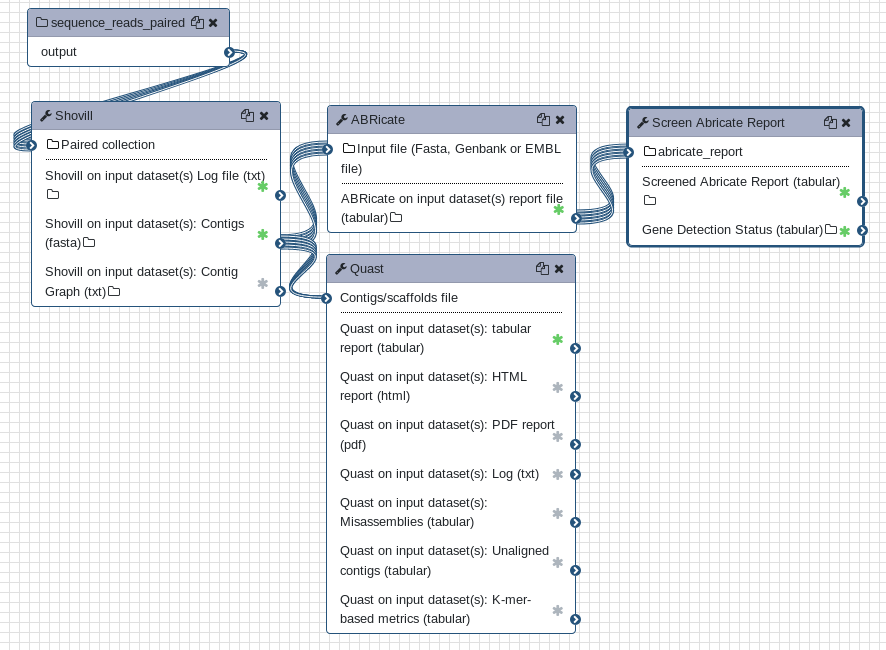 sequence_reads_paired
output
Shovill
Paired collection
Shovill on input dataset(s) Log file (txt)
Shovill on input dataset(s): Contigs
(fasta)
Shovill on input dataset(s): Contig
Graph (txt)
ABRicate
Input file (Fasta, Genbank or EMBL
file)
ABRicate on input dataset(s) report file
(tabular)
Screen Abricate Report
abricate_report
Screened Abricate Report (tabular)
Gene Detection Status (tabular)
Quast
Contigs/scaffolds file
Quast on input dataset(s): tabular
report (tabular)
Quast on input dataset(s): HTML
report (html)
Quast on input dataset(s): PDF report
(pdf)
Quast on input dataset(s): Log (txt)
Quast on input dataset(s):
Misassemblies (tabular)
Quast on input dataset(s): Unaligned
contigs (tabular)
Quast on input dataset(s): K-mer-
based metrics (tabular)